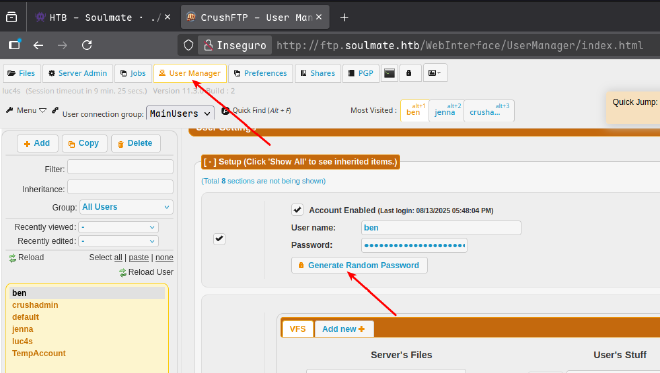 HTB - Soulmate · ./
CrushFTP - User Man
Inseguro http://ftp.soulmate.htb/WebInterface/UserManager/index.html
Files Server Admin Jobs User Manager Preferences Shares PGP
luc4s (Session timeout in 9 min. 25 secs.) Version 11.3. Build : 2
Menu User connection group: MainUsers Quick Find (Alt + F) Most Visited : alt+1 ben alt+2 jenna alt+3 crusha... Quick Jump:
Add Copy Delete
Filter:
Inheritance:
Group: All Users
Recently viewed: -
Recently edited: -
Reload Select all | paste | none
Reload User
ben
crushadmin
default
jenna
luc4s
TempAccount
[ - ] Setup (Click 'Show All' to see inherited items.)
(Total 8 sections are not being shown)
Account Enabled (Last login: 08/13/2025 05:48:04 PM)
User name: ben
Password:
Generate Random Password
VFS Add new
Server's Files User's Stuff